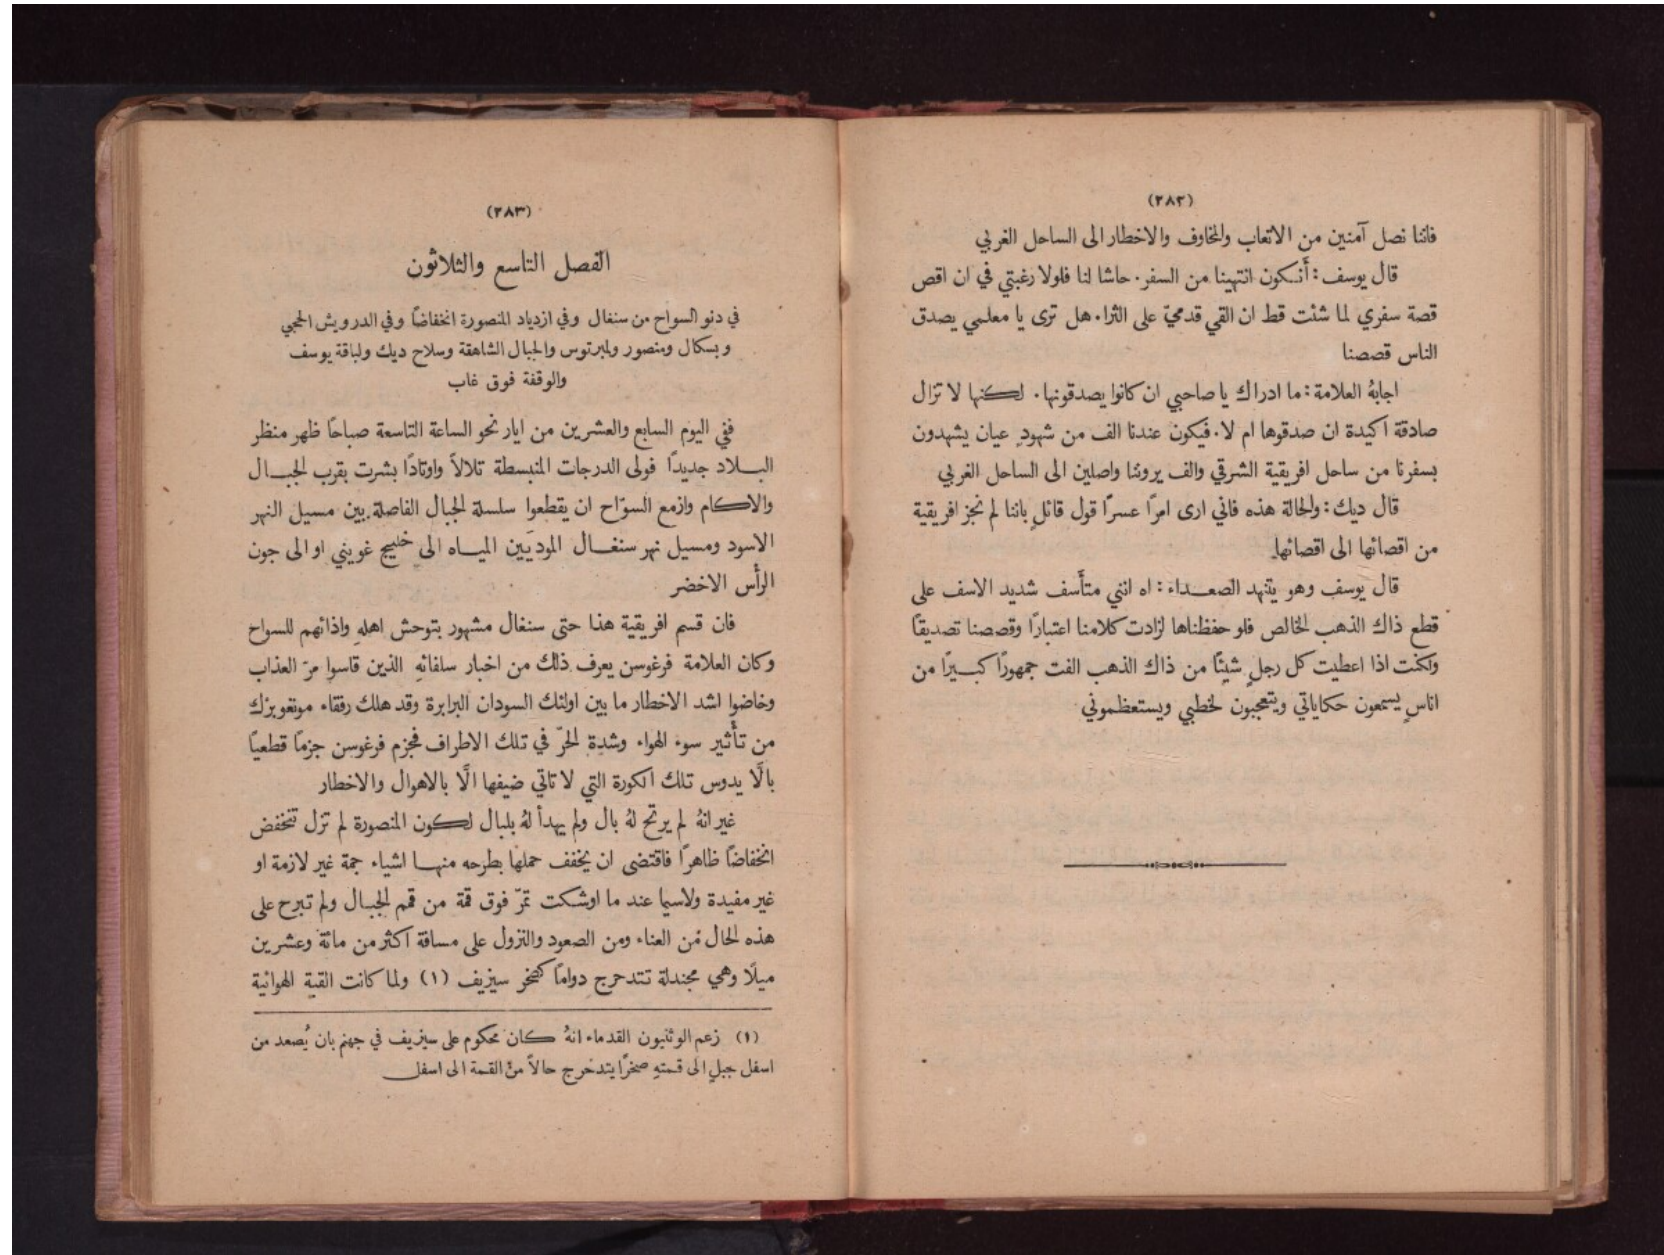 (٢٨٢)
فاننا نصل آمنين من الاتعاب والمخاوف والاخطار الى الساحل الغربي
قال يوسف : أنكون انتهينا من السفر . حاشا لنا فلولا رغبتي في ان اقص
قصة سفري لما شئت قط ان القي قدميّ على الثرا . هل ترى يا معلمي يصدق
الناس قصصنا
اجابهُ العلامة : ما ادراك يا صاحبي ان كانوا يصدقونها . لكنها لا تزال
صادقة اكيدة ان صدقوها ام لا . فيكون عندنا الف من شهودٍ عيان يشهدون
بسفرنا من ساحل افريقية الشرقي والف يروننا واصلين الى الساحل الغربي
قال ديك : والحالة هذه فاني ارى امرًا عسرًا قول قائلٍ باننا لم نجز افريقية
من اقصائها الى اقصائها
قال يوسف وهو يتنهد الصعداء : اه انني متأَسف شديد الاسف على
قطع ذاك الذهب الخالص فلو حفظناها لزادت كلامنا اعتبارًا وقصصنا تصديقًا
ولكنت اذا اعطيت كل رجلٍ شيئًا من ذاك الذهب الفت جمهورًا كبيرًا من
اناسٍ يسمعون حكاياتي ويتعجبون لخطبي ويستعظموني
(٢٨٣)
الفصل التاسع والثلاثون
في دنو السواح من سنغال وفي ازدياد المنصورة انخفاضًا وفي الدرويش الحجي
وبسكال ومنصور ولمبرتوس والجبال الشاهقة وسلاح ديك ولباقة يوسف
والوقفة فوق غاب
ففي اليوم السابع والعشرين من ايار نحو الساعة التاسعة صباحًا ظهر منظر
البلاد جديدًا فولى الدرجات المنبسطة تلالاً واوتادًا بشرت بقرب الجبال
والاكام وازمع السوّاح ان يقطعوا سلسلة الجبال الفاصلة بين مسيل النهر
الاسود ومسيل نهر سنغال الموديَين المياه الى خليج غويني او الى جون
الرأس الاخضر
فان قسم افريقية هذا حتى سنغال مشهور بتوحش اهلهِ واذائهم للسواح
وكان العلامة فرغوسن يعرف ذلك من اخبار سلفائهِ الذين قاسوا مرّ العذاب
وخاضوا اشد الاخطار ما بين اولئك السودان البرابرة وقد هلك رفقاء مونغوبرك
من تأَثير سوء الهواء وشدة الحرّ في تلك الاطراف فجزم فرغوسن جزمًا قطعيًا
بالَّا يدوس تلك الكورة التي لا تاتي ضيفها الَّا بالاهوال والاخطار
غير انهُ لم يرتح لهُ بال ولم يهدأ لهُ بلبال لكون المنصورة لم تزل تنخفض
انخفاضًا ظاهرًا فاقتضى ان يخفف حملها بطرحه منها اشياء جمة غير لازمة او
غير مفيدة ولاسيما عند ما اوشكت تمرّ فوق قمة من قمم الجبال ولم تبرح على
هذه الحال من العناء ومن الصعود والنزول على مسافة اكثر من مائة وعشرين
ميلًا وهي مجندلة تتدحرج دوامًا كصخر سيزيف (١) ولما كانت القبة الهوائية
(١) زعم الوثنيون القدماء انهُ كان محكوم على سيزيف في جهنم بان يُصعد من
اسفل جبلٍ الى قمتهِ صخرًا يتدحرج حالاً من القمة الى اسفل